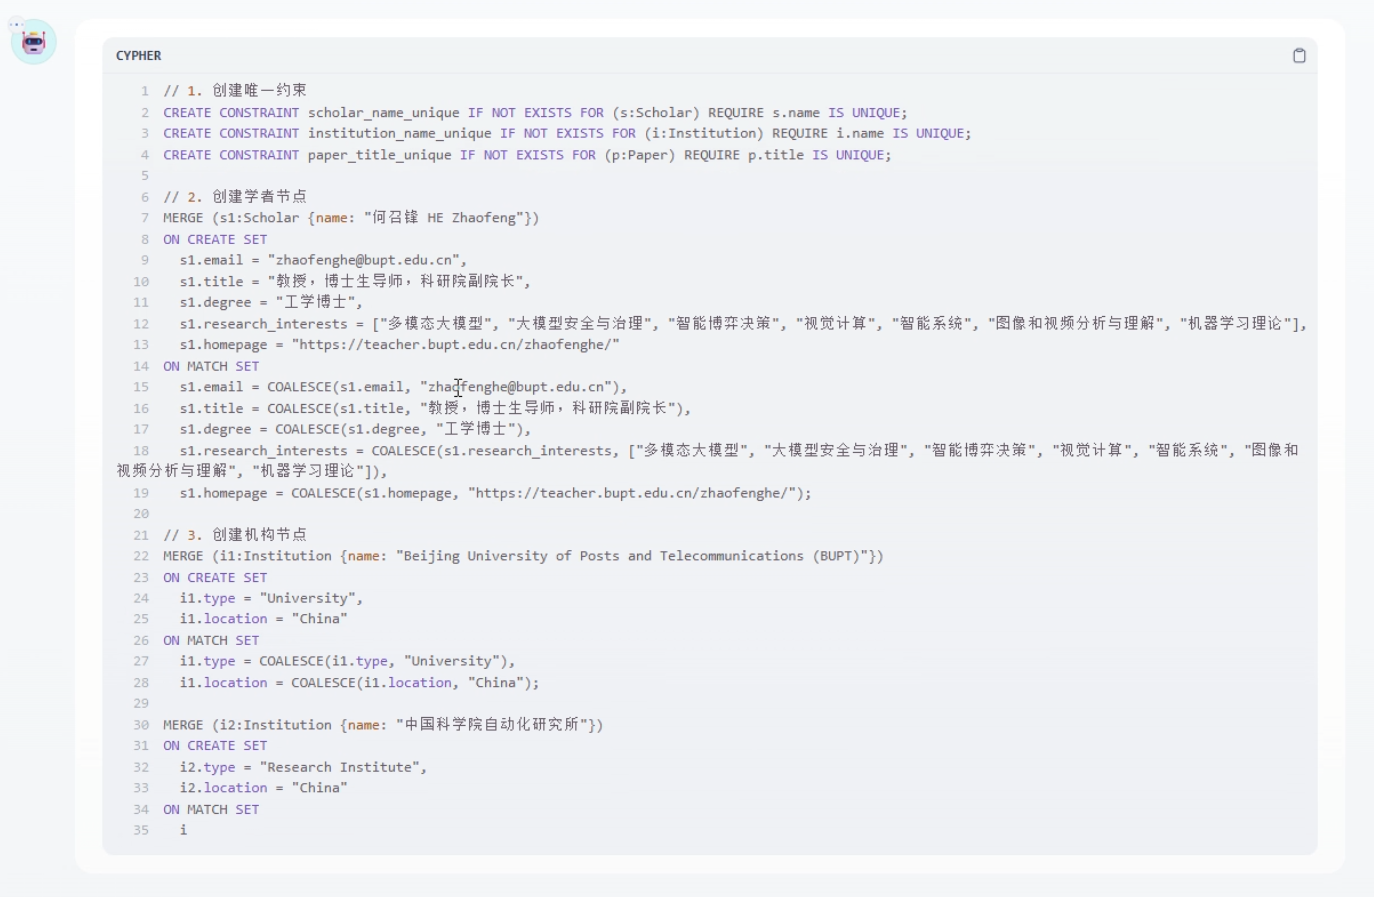 CYPHER
1 // 1. 创建唯一约束
2 CREATE CONSTRAINT scholar_name_unique IF NOT EXISTS FOR (s:Scholar) REQUIRE s.name IS UNIQUE;
3 CREATE CONSTRAINT institution_name_unique IF NOT EXISTS FOR (i:Institution) REQUIRE i.name IS UNIQUE;
4 CREATE CONSTRAINT paper_title_unique IF NOT EXISTS FOR (p:Paper) REQUIRE p.title IS UNIQUE;
5
6 // 2. 创建学者节点
7 MERGE (s1:Scholar {name: "何召锋 HE Zhaofeng"})
8 ON CREATE SET
9   s1.email = "zhaofenghe@bupt.edu.cn",
10   s1.title = "教授，博士生导师，科研院副院长",
11   s1.degree = "工学博士",
12   s1.research_interests = ["多模态大模型", "大模型安全与治理", "智能博弈决策", "视觉计算", "智能系统", "图像和视频分析与理解", "机器学习理论"],
13   s1.homepage = "https://teacher.bupt.edu.cn/zhaofenghe/"
14 ON MATCH SET
15   s1.email = COALESCE(s1.email, "zhaofenghe@bupt.edu.cn"),
16   s1.title = COALESCE(s1.title, "教授，博士生导师，科研院副院长"),
17   s1.degree = COALESCE(s1.degree, "工学博士"),
18   s1.research_interests = COALESCE(s1.research_interests, ["多模态大模型", "大模型安全与治理", "智能博弈决策", "视觉计算", "智能系统", "图像和
视频分析与理解", "机器学习理论"]),
19   s1.homepage = COALESCE(s1.homepage, "https://teacher.bupt.edu.cn/zhaofenghe/");
20
21 // 3. 创建机构节点
22 MERGE (i1:Institution {name: "Beijing University of Posts and Telecommunications (BUPT)"})
23 ON CREATE SET
24   i1.type = "University",
25   i1.location = "China"
26 ON MATCH SET
27   i1.type = COALESCE(i1.type, "University"),
28   i1.location = COALESCE(i1.location, "China");
29
30 MERGE (i2:Institution {name: "中国科学院自动化研究所"})
31 ON CREATE SET
32   i2.type = "Research Institute",
33   i2.location = "China"
34 ON MATCH SET
35   i